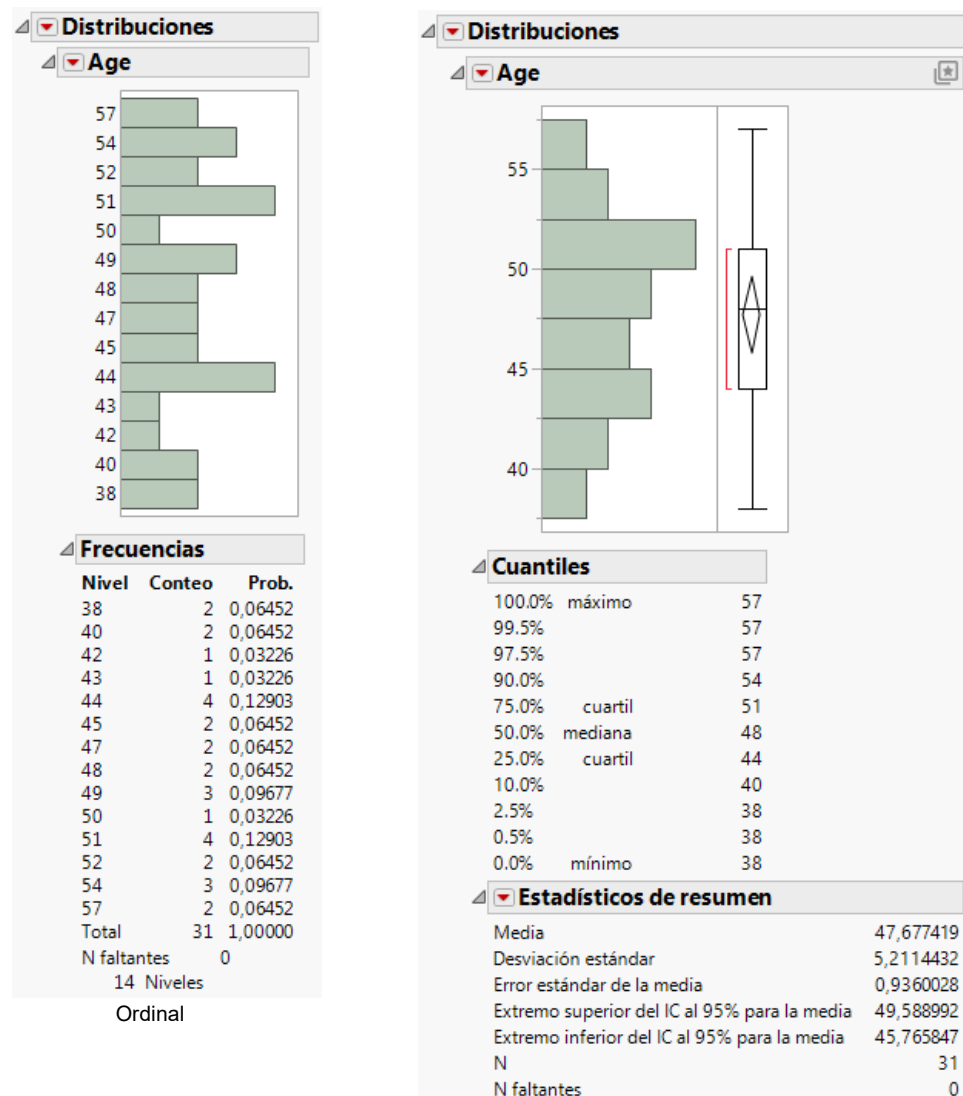 Distribuciones
Age
57
54
52
51
50
49
48
47
45
44
43
42
40
38
Frecuencias
Nivel Conteo Prob.
38 2 0,06452
40 2 0,06452
42 1 0,03226
43 1 0,03226
44 4 0,12903
45 2 0,06452
47 2 0,06452
48 2 0,06452
49 3 0,09677
50 1 0,03226
51 4 0,12903
52 2 0,06452
54 3 0,09677
57 2 0,06452
Total 31 1,00000
N faltantes 0
14 Niveles
Ordinal
Distribuciones
Age
55
50
45
40
Cuantiles
100.0% máximo 57
99.5% 57
97.5% 57
90.0% 54
75.0% cuartil 51
50.0% mediana 48
25.0% cuartil 44
10.0% 40
2.5% 38
0.5% 38
0.0% mínimo 38
Estadísticos de resumen
Media 47,677419
Desviación estándar 5,2114432
Error estándar de la media 0,9360028
Extremo superior del IC al 95% para la media 49,588992
Extremo inferior del IC al 95% para la media 45,765847
N 31
N faltantes 0